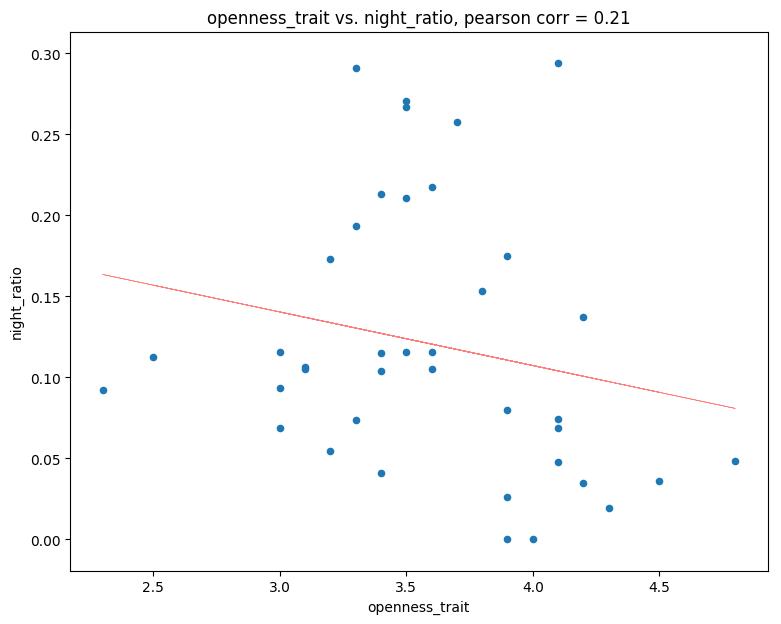 openness_trait vs. night_ratio, pearson corr = 0.21
0.30
0.25
0.20
0.15
0.10
0.05
0.00
night_ratio
2.5 3.0 3.5 4.0 4.5
openness_trait